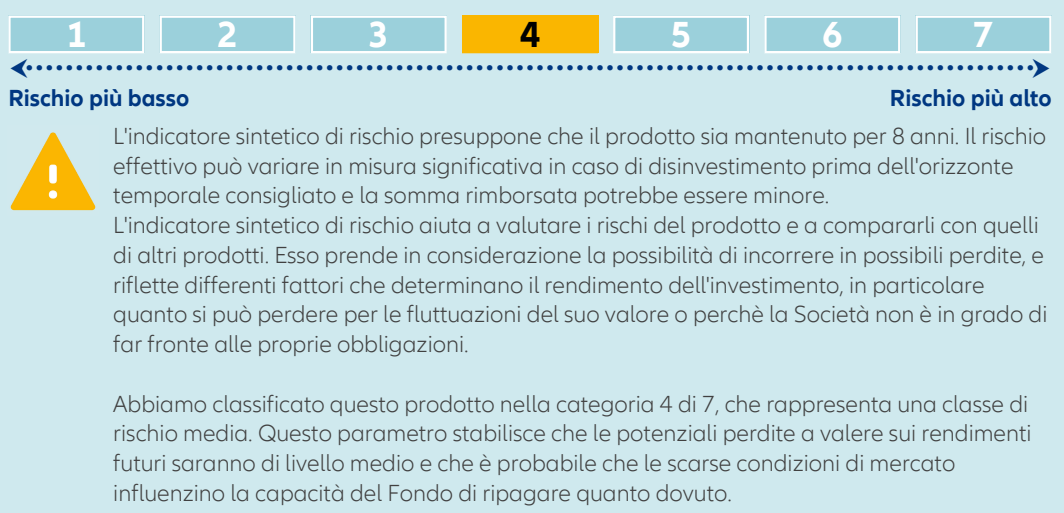 1 2 3 4 5 6 7
Rischio più basso Rischio più alto
L'indicatore sintetico di rischio presuppone che il prodotto sia mantenuto per 8 anni. Il rischio
effettivo può variare in misura significativa in caso di disinvestimento prima dell'orizzonte
temporale consigliato e la somma rimborsata potrebbe essere minore.
L'indicatore sintetico di rischio aiuta a valutare i rischi del prodotto e a compararli con quelli
di altri prodotti. Esso prende in considerazione la possibilità di incorrere in possibili perdite, e
riflette differenti fattori che determinano il rendimento dell'investimento, in particolare
quanto si può perdere per le fluttuazioni del suo valore o perchè la Società non è in grado di
far fronte alle proprie obbligazioni.
Abbiamo classificato questo prodotto nella categoria 4 di 7, che rappresenta una classe di
rischio media. Questo parametro stabilisce che le potenziali perdite a valere sui rendimenti
futuri saranno di livello medio e che è probabile che le scarse condizioni di mercato
influenzino la capacità del Fondo di ripagare quanto dovuto.